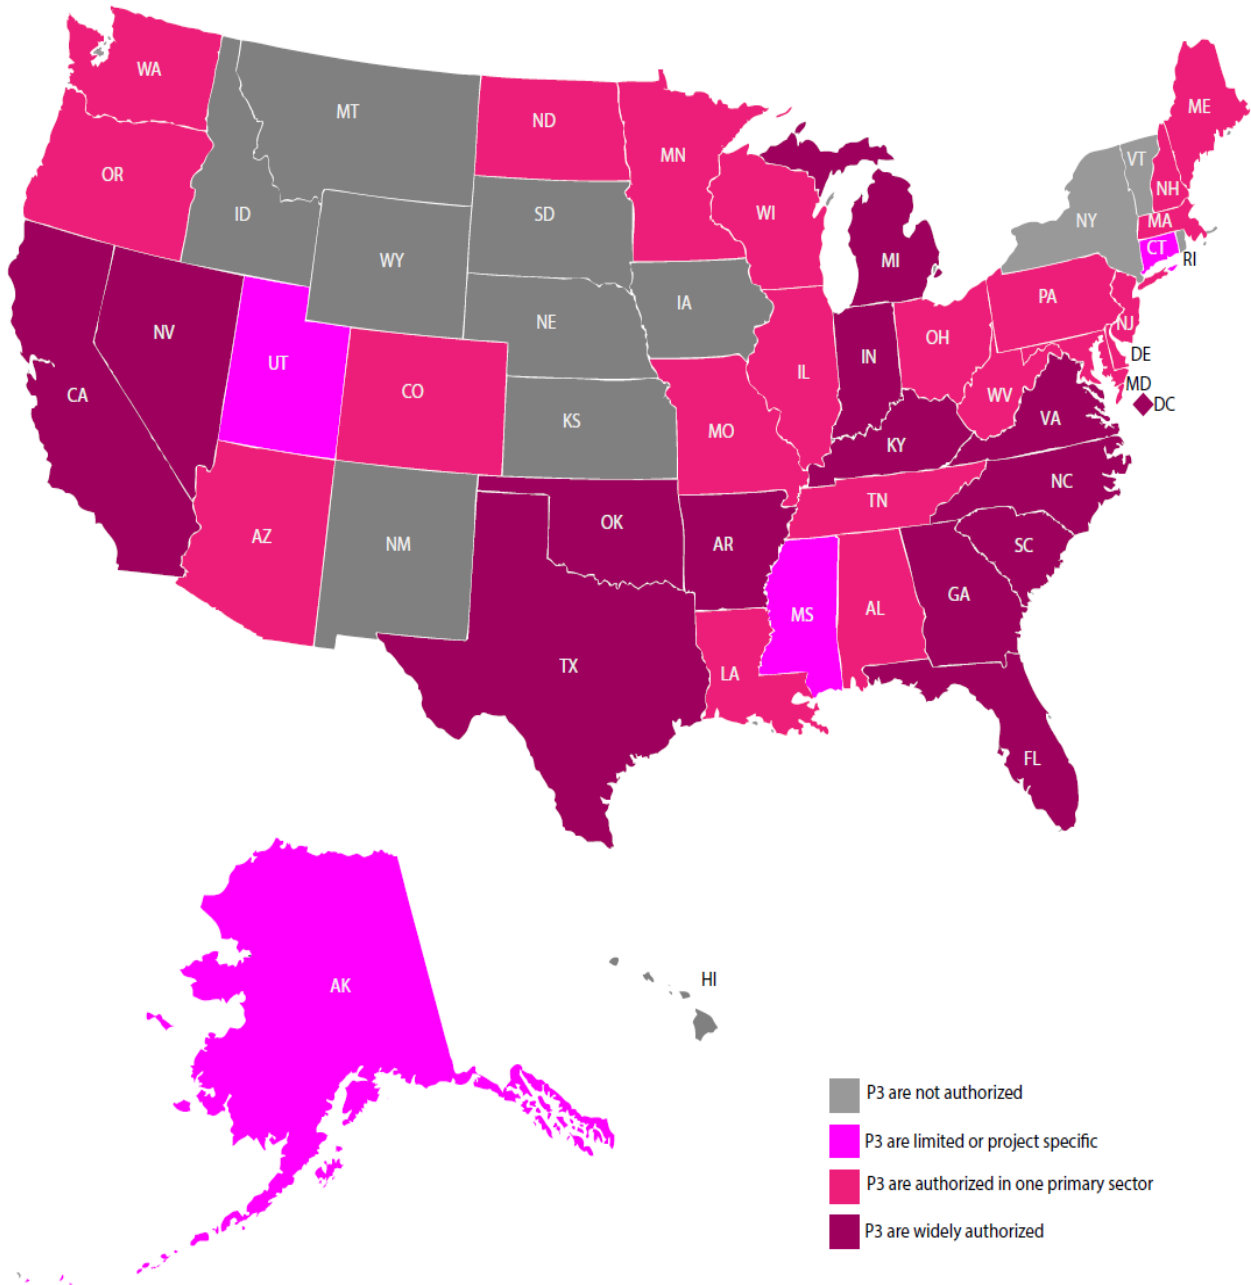 WA
MT
ND
MN
ME
OR
ID
SD
WI
VT
NH
NY
MA
CT
RI
WY
MI
IA
PA
NE
NV
NJ
OH
IN
DE
UT
IL
CO
MD
CA
WV
DC
KS
MO
VA
KY
NC
TN
OK
AZ
NM
AR
SC
GA
MS
AL
TX
LA
FL
AK
HI
P3 are not authorized
P3 are limited or project specific
P3 are authorized in one primary sector
P3 are widely authorized